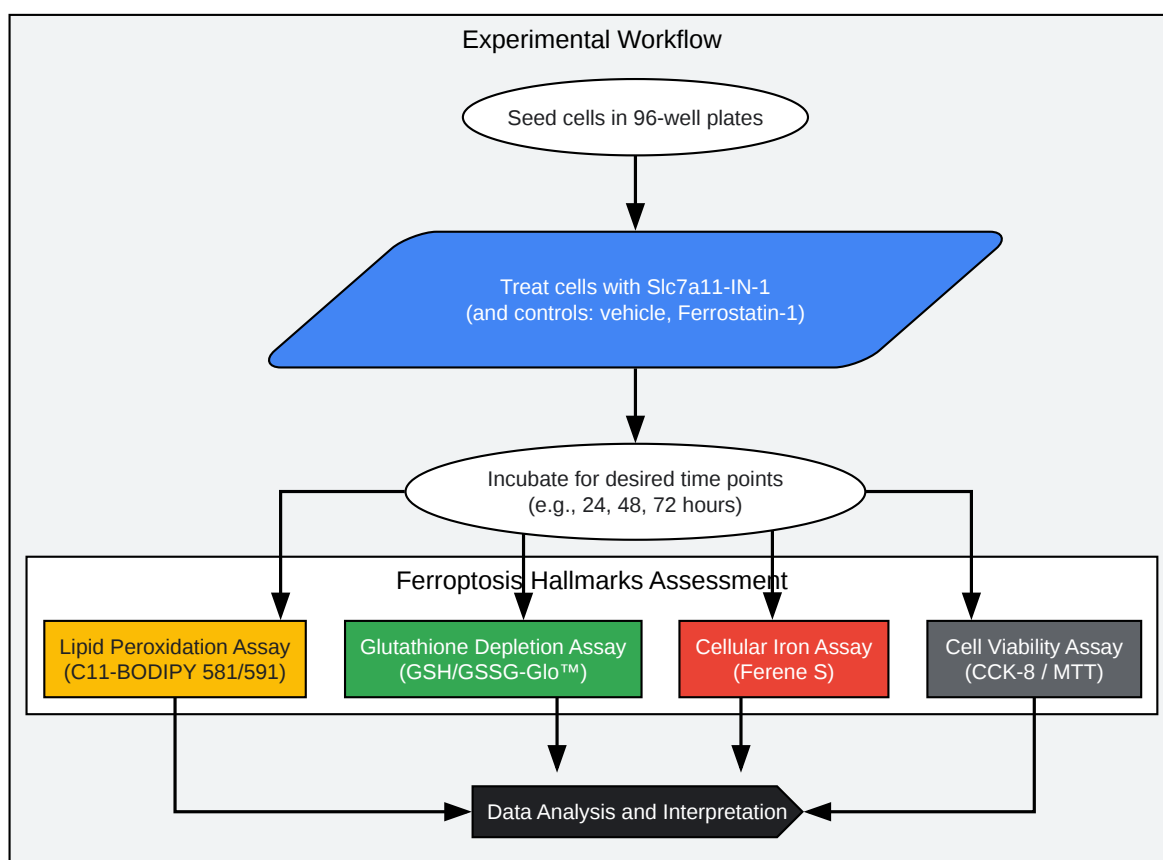 Experimental Workflow
Seed cells in 96-well plates
Treat cells with Slc7a11-IN-1
(and controls: vehicle, Ferrostatin-1)
Incubate for desired time points
(e.g., 24, 48, 72 hours)
Ferroptosis Hallmarks Assessment
Lipid Peroxidation Assay
(C11-BODIPY 581/591)
Glutathione Depletion Assay
(GSH/GSSG-Glo™)
Cellular Iron Assay
(Ferene S)
Cell Viability Assay
(CCK-8 / MTT)
Data Analysis and Interpretation